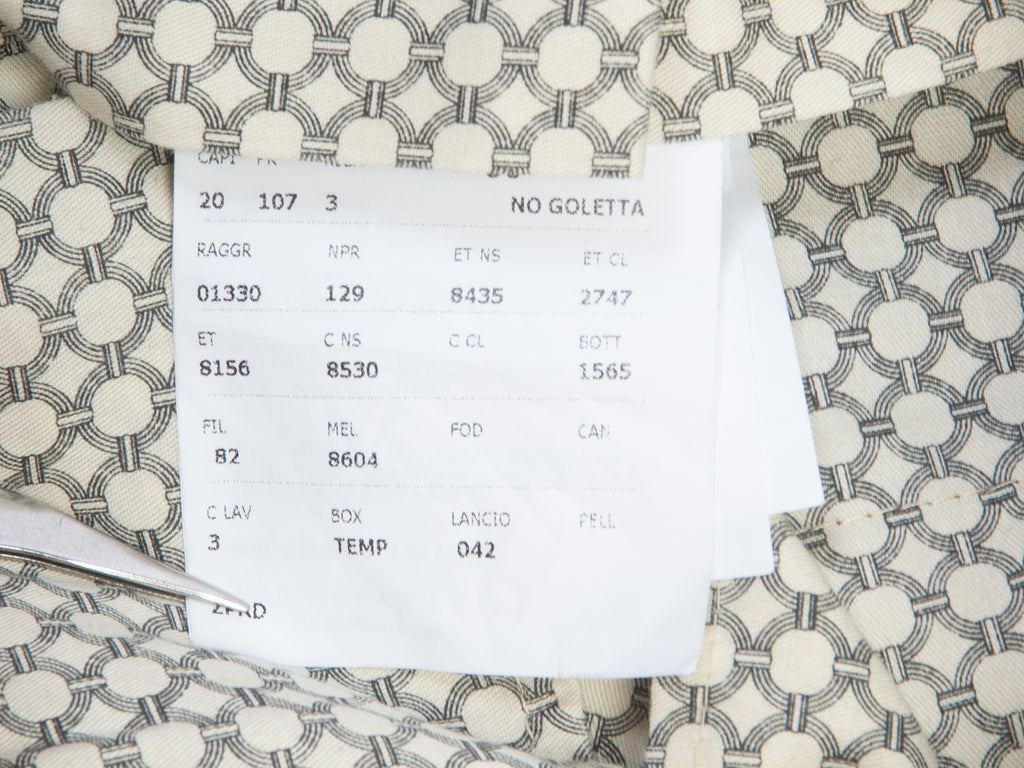 CAPI PR
20 107 3 NO GOLETTA
RAGGR NPR ET NS ET CL
01330 129 8435 2747
ET C NS C CL BOTT
8156 8530 1565
FIL MEL FOD CAN
82 8604
C LAV BOX LANCIO PELL
3 TEMP 042